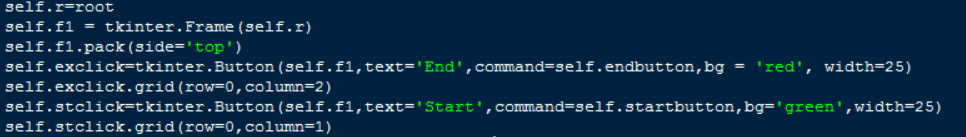 self.r=root
self.f1 = tkinter.Frame(self.r)
self.f1.pack(side='top')
self.exclick=tkinter.Button(self.f1,text='End',command=self.endbutton,bg = 'red', width=25)
self.exclick.grid(row=0,column=2)
self.stclick=tkinter.Button(self.f1,text='Start',command=self.startbutton,bg='green',width=25)
self.stclick.grid(row=0,column=1)